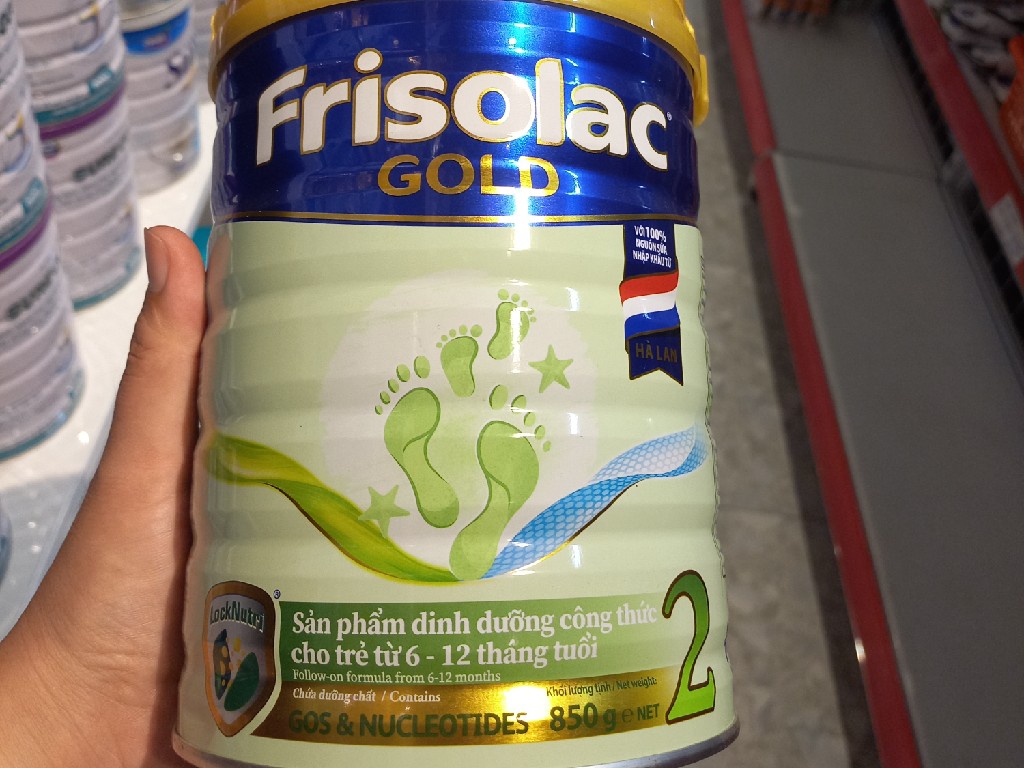 Frisolac®
GOLD
VỚI 100%
NGUỒN SỮA
NHẬP KHẨU TỪ
HÀ LAN
LockNutri®
Sản phẩm dinh dưỡng công thức
cho trẻ từ 6 - 12 tháng tuổi
Follow-on formula from 6-12 months
2
Chứa dưỡng chất / Contains
GOS & NUCLEOTIDES
Khối lượng tịnh / Net weight:
850 g ℮ NET